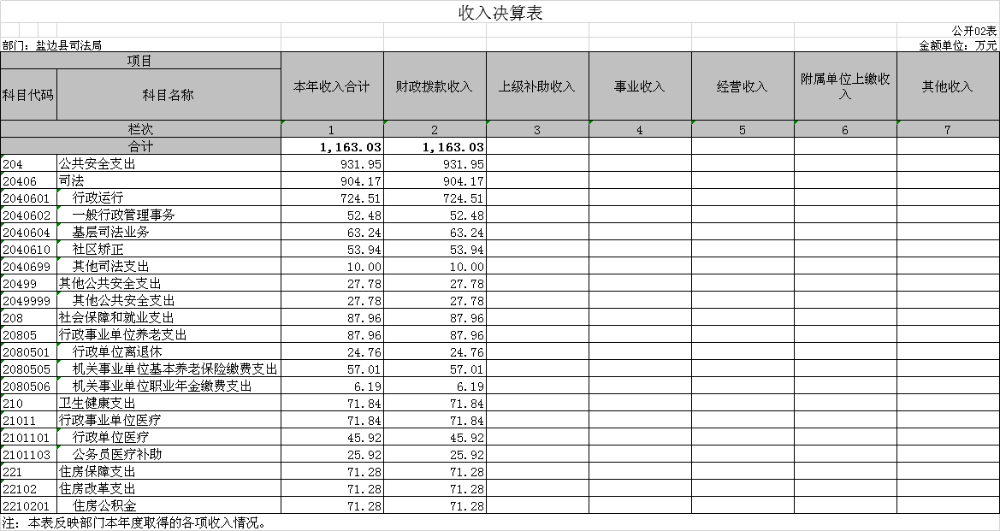 收入决算表
公开02表
部门：盐边县司法局 金额单位：万元
项目 本年收入合计 财政拨款收入 上级补助收入 事业收入 经营收入 附属单位上缴收入 其他收入
科目代码 科目名称
栏次 1 2 3 4 5 6 7
合计 1,163.03 1,163.03
204 公共安全支出 931.95 931.95
20406 司法 904.17 904.17
2040601 行政运行 724.51 724.51
2040602 一般行政管理事务 52.48 52.48
2040604 基层司法业务 63.24 63.24
2040610 社区矫正 53.94 53.94
2040699 其他司法支出 10.00 10.00
20499 其他公共安全支出 27.78 27.78
2049999 其他公共安全支出 27.78 27.78
208 社会保障和就业支出 87.96 87.96
20805 行政事业单位养老支出 87.96 87.96
2080501 行政单位离退休 24.76 24.76
2080505 机关事业单位基本养老保险缴费支出 57.01 57.01
2080506 机关事业单位职业年金缴费支出 6.19 6.19
210 卫生健康支出 71.84 71.84
21011 行政事业单位医疗 71.84 71.84
2101101 行政单位医疗 45.92 45.92
2101103 公务员医疗补助 25.92 25.92
221 住房保障支出 71.28 71.28
22102 住房改革支出 71.28 71.28
2210201 住房公积金 71.28 71.28
注：本表反映部门本年度取得的各项收入情况。